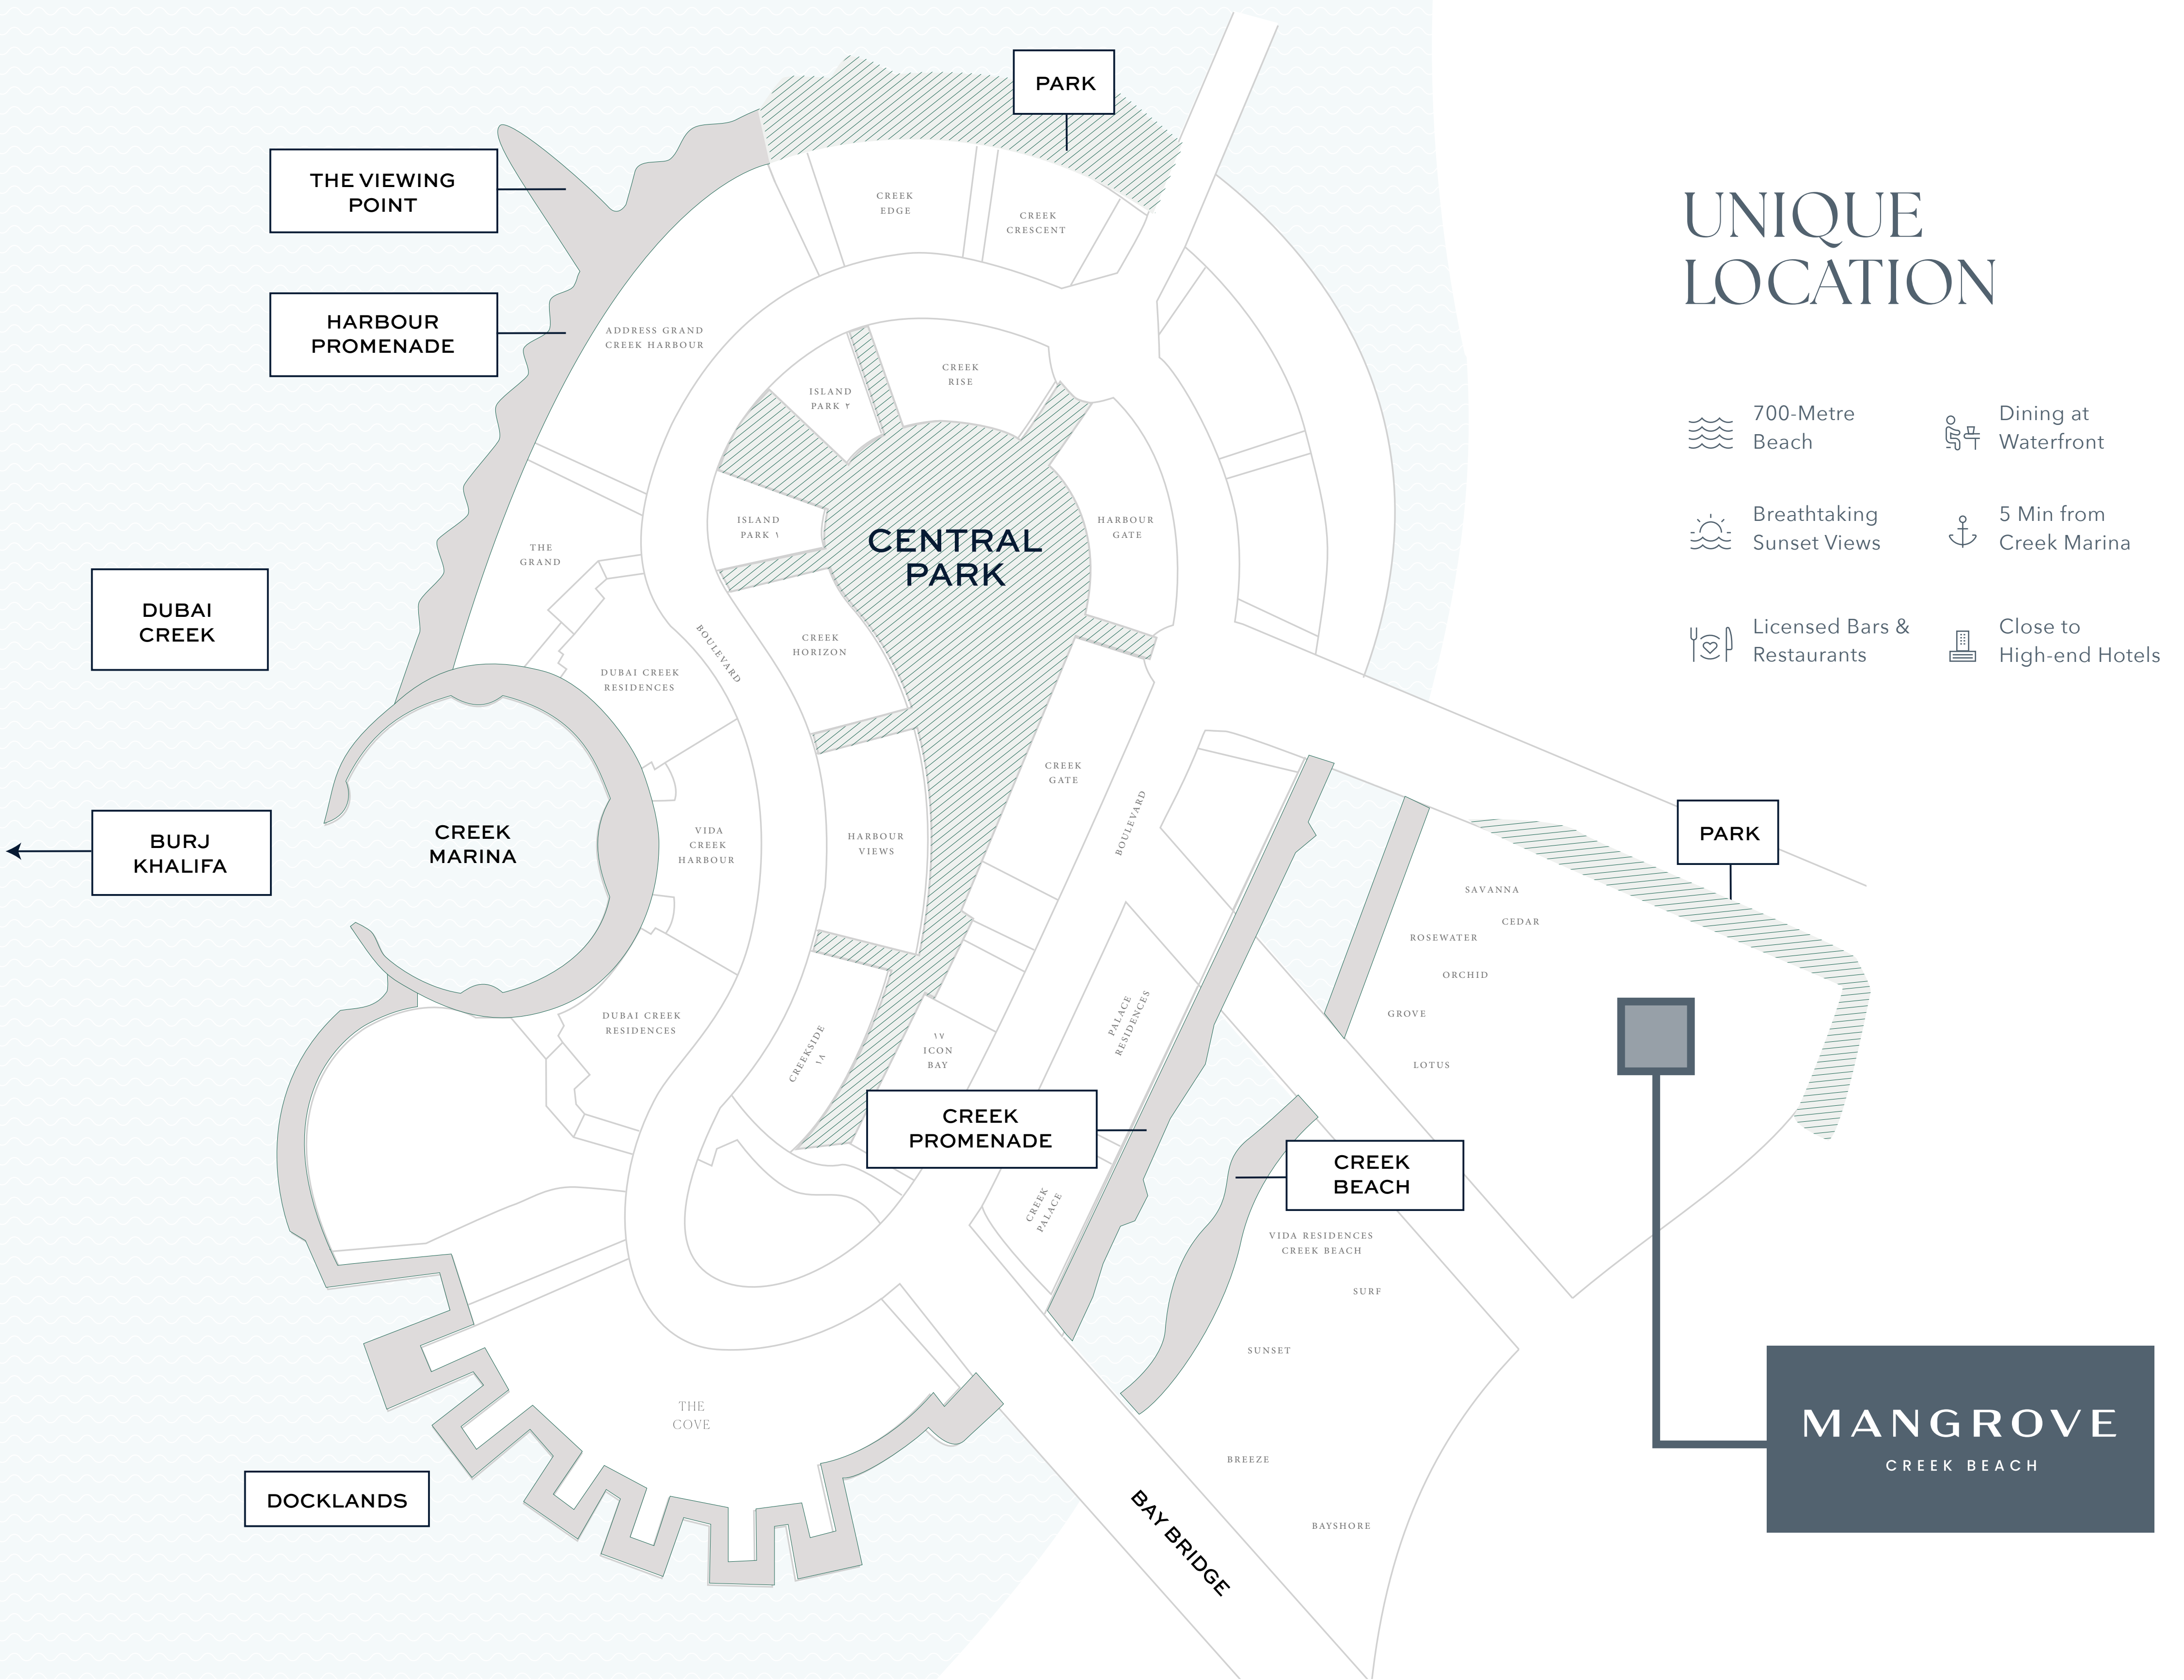 PARK
THE VIEWING
POINT
CREEK
EDGE
CREEK
CRESCENT
UNIQUE
LOCATION
HARBOUR
PROMENADE
ADDRESS GRAND
CREEK HARBOUR
CREEK
RISE
ISLAND
PARK ٢
700-Metre
Beach
Dining at
Waterfront
ISLAND
PARK ١
CENTRAL
PARK
HARBOUR
GATE
Breathtaking
Sunset Views
5 Min from
Creek Marina
THE
GRAND
DUBAI
CREEK
BOULEVARD
CREEK
HORIZON
Licensed Bars &
Restaurants
Close to
High-end Hotels
DUBAI CREEK
RESIDENCES
CREEK
GATE
BOULEVARD
BURJ
KHALIFA
CREEK
MARINA
VIDA
CREEK
HARBOUR
HARBOUR
VIEWS
PARK
SAVANNA
CEDAR
ROSEWATER
ORCHID
GROVE
LOTUS
DUBAI CREEK
RESIDENCES
CREEKSIDE
١٨
١٧
ICON
BAY
PALACE
RESIDENCES
CREEK
PROMENADE
CREEK
BEACH
CREEK
PALACE
VIDA RESIDENCES
CREEK BEACH
SURF
SUNSET
THE
COVE
BREEZE
BAYSHORE
DOCKLANDS
BAY BRIDGE
MANGROVE
CREEK BEACH